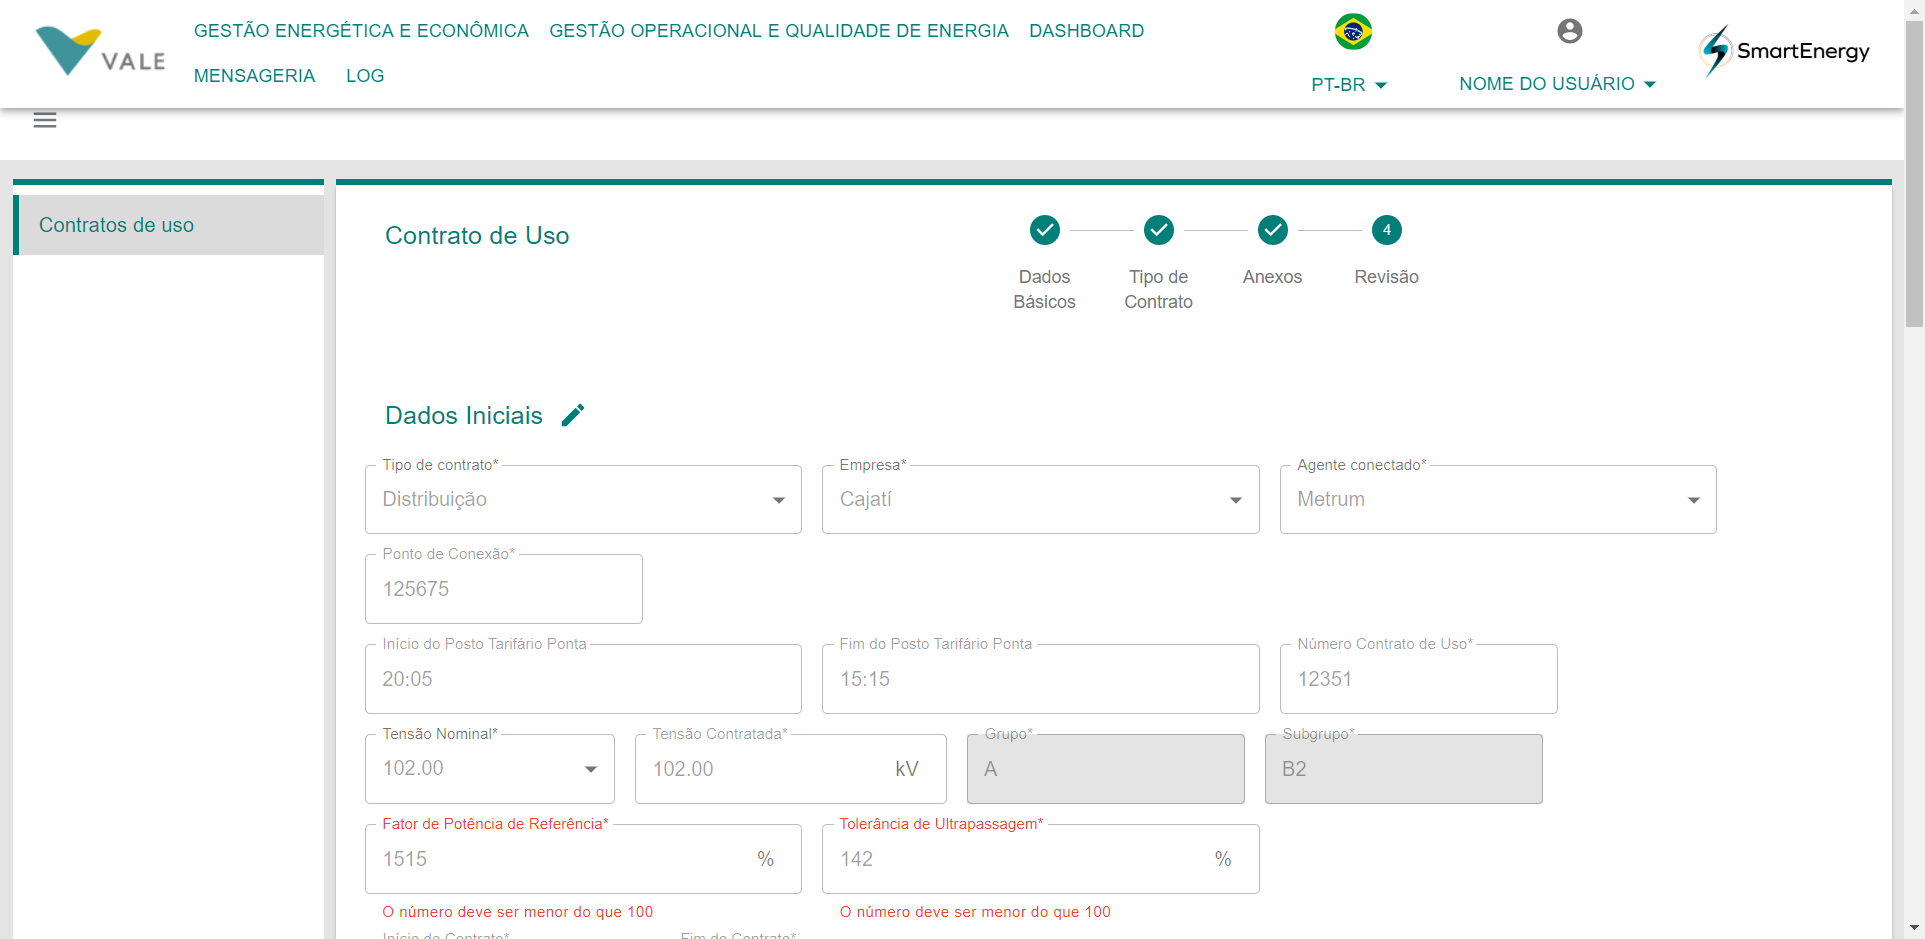 VALE
GESTÃO ENERGÉTICA E ECONÔMICA
GESTÃO OPERACIONAL E QUALIDADE DE ENERGIA
DASHBOARD
MENSAGERIA
LOG
PT-BR
NOME DO USUÁRIO
SmartEnergy
Contratos de uso
Contrato de Uso
4
Dados
Básicos
Tipo de
Contrato
Anexos
Revisão
Dados Iniciais
Tipo de contrato*
Distribuição
Empresa*
Cajatí
Agente conectado*
Metrum
Ponto de Conexão*
125675
Início do Posto Tarifário Ponta
20:05
Fim do Posto Tarifário Ponta
15:15
Número Contrato de Uso*
12351
Tensão Nominal*
102.00
Tensão Contratada*
102.00 kV
Grupo*
A
Subgrupo*
B2
Fator de Potência de Referência*
1515 %
O número deve ser menor do que 100
Tolerância de Ultrapassagem*
142 %
O número deve ser menor do que 100
Início do Contrato*
Fim do Contrato*